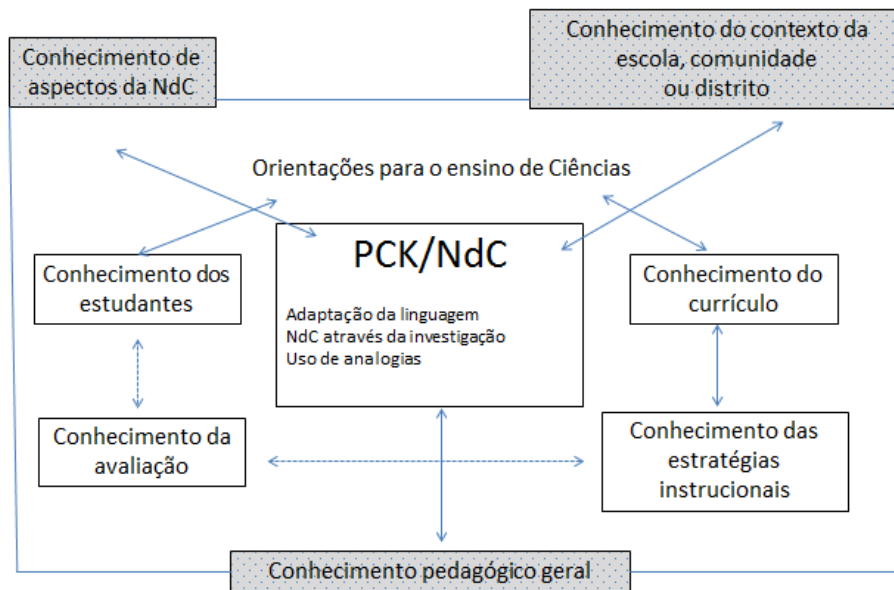 Conhecimento de
aspectos da NdC
Conhecimento do contexto da
escola, comunidade
ou distrito
Orientações para o ensino de Ciências
PCK/NdC
Adaptação da linguagem
NdC através da investigação
Uso de analogias
Conhecimento dos
estudantes
Conhecimento do
currículo
Conhecimento da
avaliação
Conhecimento das
estratégias
instrucionais
Conhecimento pedagógico geral